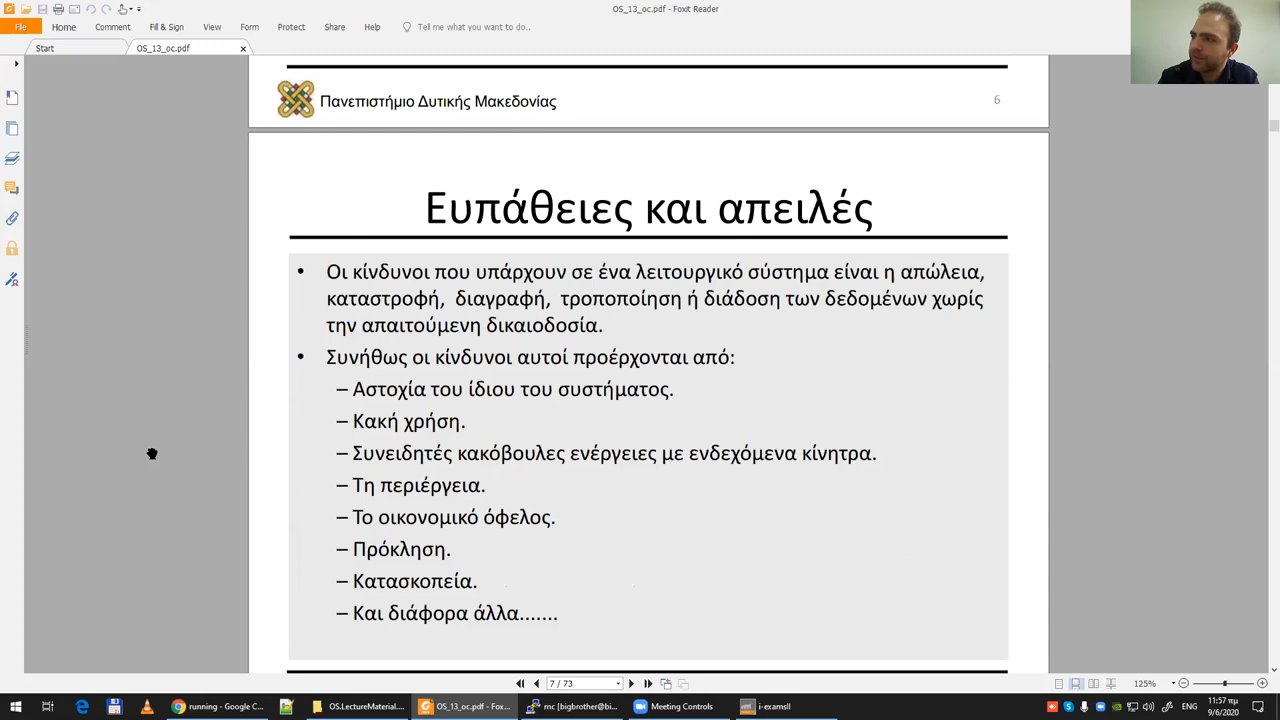 OS_13_oc.pdf - Foxit Reader
File Home Comment Fill & Sign View Form Protect Share Help Tell me what you want to do..
Start OS_13_oc.pdf
Πανεπιστήμιο Δυτικής Μακεδονίας
6
Ευπάθειες και απειλές
• Οι κίνδυνοι που υπάρχουν σε ένα λειτουργικό σύστημα είναι η απώλεια,
καταστροφή, διαγραφή, τροποποίηση ή διάδοση των δεδομένων χωρίς
την απαιτούμενη δικαιοδοσία.
• Συνήθως οι κίνδυνοι αυτοί προέρχονται από:
– Αστοχία του ίδιου του συστήματος.
– Κακή χρήση.
– Συνειδητές κακόβουλες ενέργειες με ενδεχόμενα κίνητρα.
– Τη περιέργεια.
– Το οικονομικό όφελος.
– Πρόκληση.
– Κατασκοπεία.
– Και διάφορα άλλα.......
7 / 73
125%
running - Google C... OS.LectureMaterial... OS_13_oc.pdf - Fox... mc [bigbrother@bi... Meeting Controls i-examsll
ENG
11:57 πμ
9/6/2020